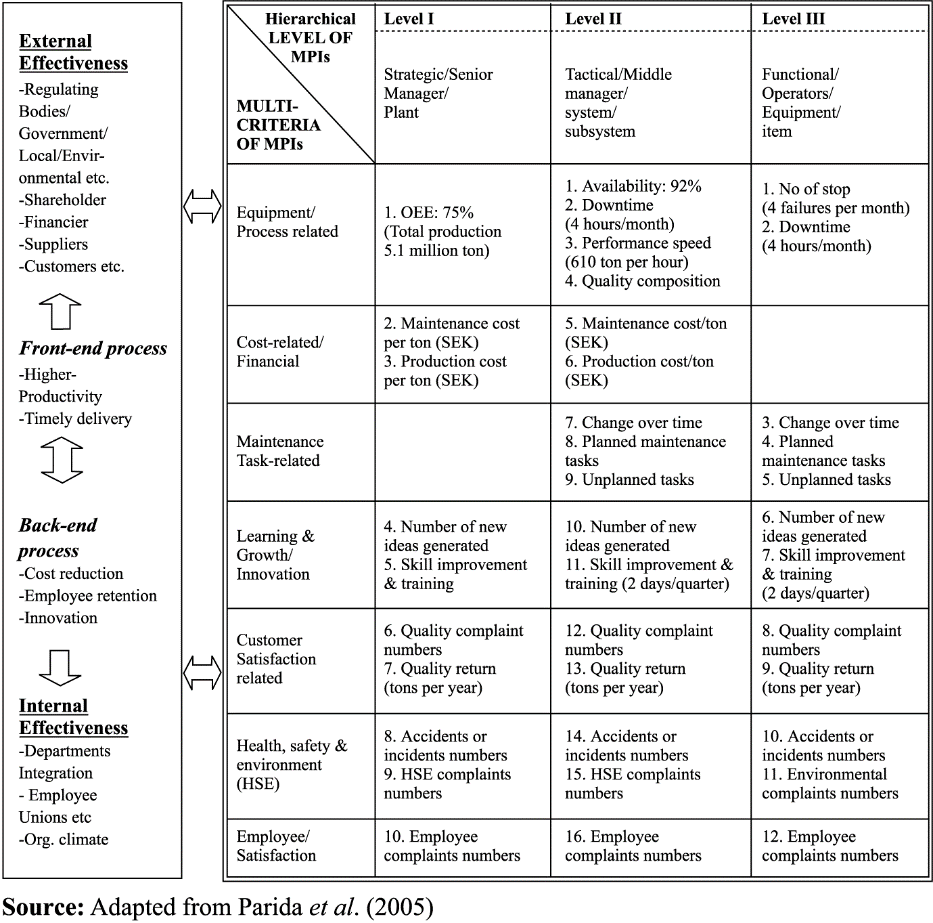 External
Effectiveness
-Regulating
Bodies/
Government/
Local/Envir-
onmental etc.
-Shareholder
-Financier
-Suppliers
-Customers etc.
Front-end process
-Higher-
Productivity
-Timely delivery
Back-end
process
-Cost reduction
-Employee retention
-Innovation
Internal
Effectiveness
-Departments
Integration
- Employee
Unions etc
-Org. climate
Hierarchical
LEVEL OF
MPIs
MULTI-
CRITERIA
OF MPIs
Level I
Strategic/Senior
Manager/
Plant
Level II
Tactical/Middle
manager/
system/
subsystem
Level III
Functional/
Operators/
Equipment/
item
Equipment/
Process related
1. OEE: 75%
(Total production
5.1 million ton)
1. Availability: 92%
2. Downtime
(4 hours/month)
3. Performance speed
(610 ton per hour)
4. Quality composition
1. No of stop
(4 failures per month)
2. Downtime
(4 hours/month)
Cost-related/
Financial
2. Maintenance cost
per ton (SEK)
3. Production cost
per ton (SEK)
5. Maintenance cost/ton
(SEK)
6. Production cost/ton
(SEK)
Maintenance
Task-related
7. Change over time
8. Planned maintenance
tasks
9. Unplanned tasks
3. Change over time
4. Planned
maintenance tasks
5. Unplanned tasks
Learning &
Growth/
Innovation
4. Number of new
ideas generated
5. Skill improvement
& training
10. Number of new
ideas generated
11. Skill improvement &
training (2 days/quarter)
6. Number of new
ideas generated
7. Skill improvement
& training
(2 days/quarter)
Customer
Satisfaction
related
6. Quality complaint
numbers
7. Quality return
(tons per year)
12. Quality complaint
numbers
13. Quality return
(tons per year)
8. Quality complaint
numbers
9. Quality return
(tons per year)
Health, safety &
environment
(HSE)
8. Accidents or
incidents numbers
9. HSE complaints
numbers
14. Accidents or
incidents numbers
15. HSE complaints
numbers
10. Accidents or
incidents numbers
11. Environmental
complaints numbers
Employee/
Satisfaction
10. Employee
complaints numbers
16. Employee
complaints numbers
12. Employee
complaints numbers
Source: Adapted from Parida et al. (2005)